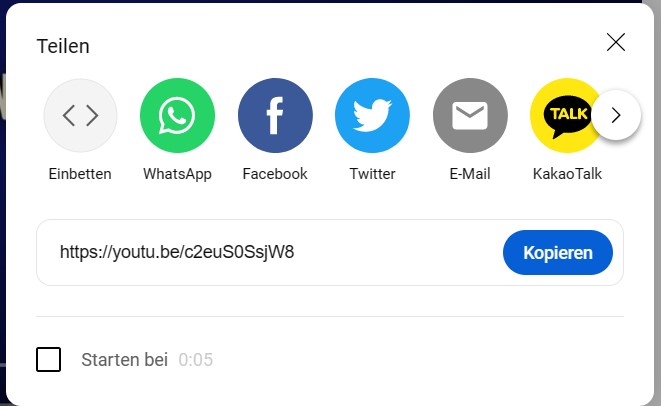 Teilen
TALK
Einbetten WhatsApp Facebook Twitter E-Mail KakaoTalk
https://youtu.be/c2euS0SsjW8 Kopieren
Starten bei 0:05